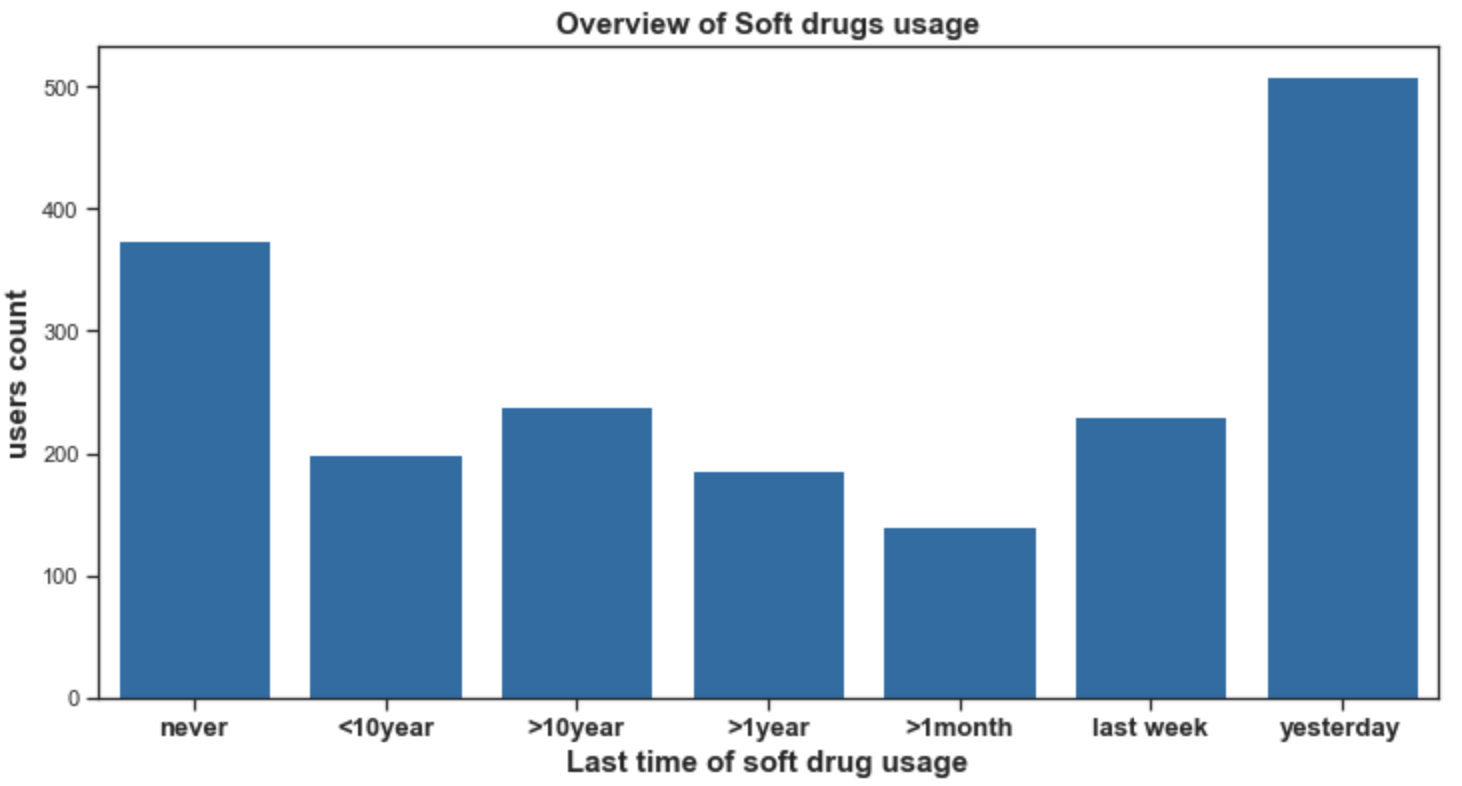 Overview of Soft drugs usage
users count
500
400
300
200
100
0
never <10year >10year >1year >1month last week yesterday
Last time of soft drug usage